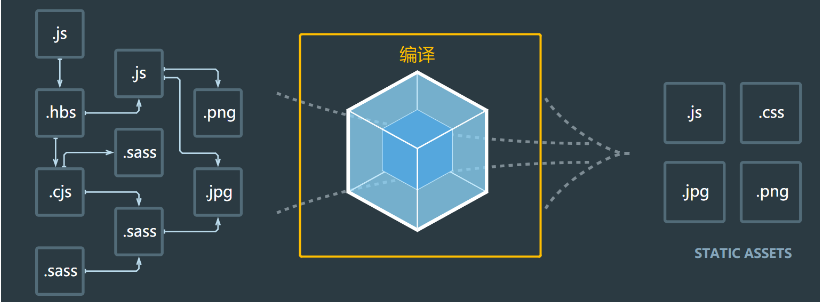 .js
.js
.hbs
.png
.sass
.cjs
.jpg
.sass
.sass
编译
.js
.css
.jpg
.png
STATIC ASSETS